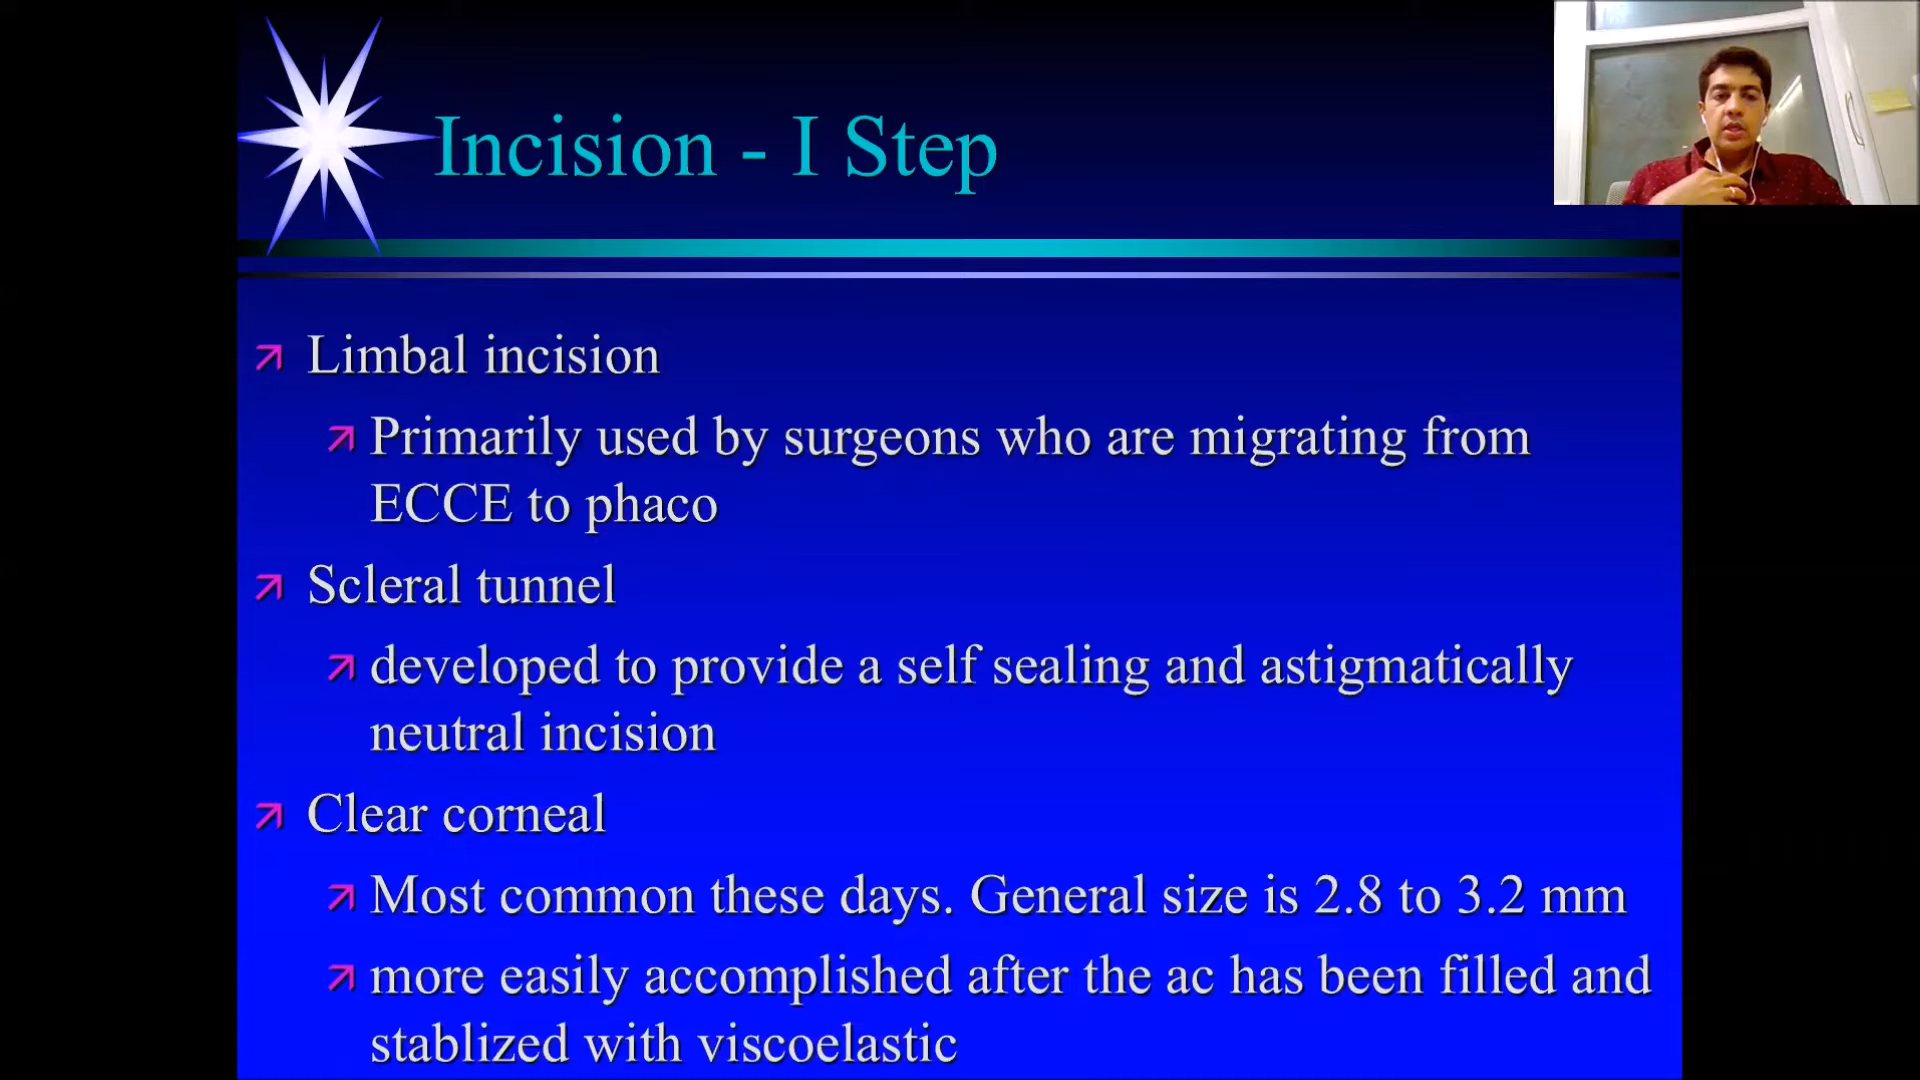 Incision - I Step
Limbal incision
Primarily used by surgeons who are migrating from
ECCE to phaco
Scleral tunnel
developed to provide a self sealing and astigmatically
neutral incision
Clear corneal
Most common these days. General size is 2.8 to 3.2 mm
more easily accomplished after the ac has been filled and
stablized with viscoelastic